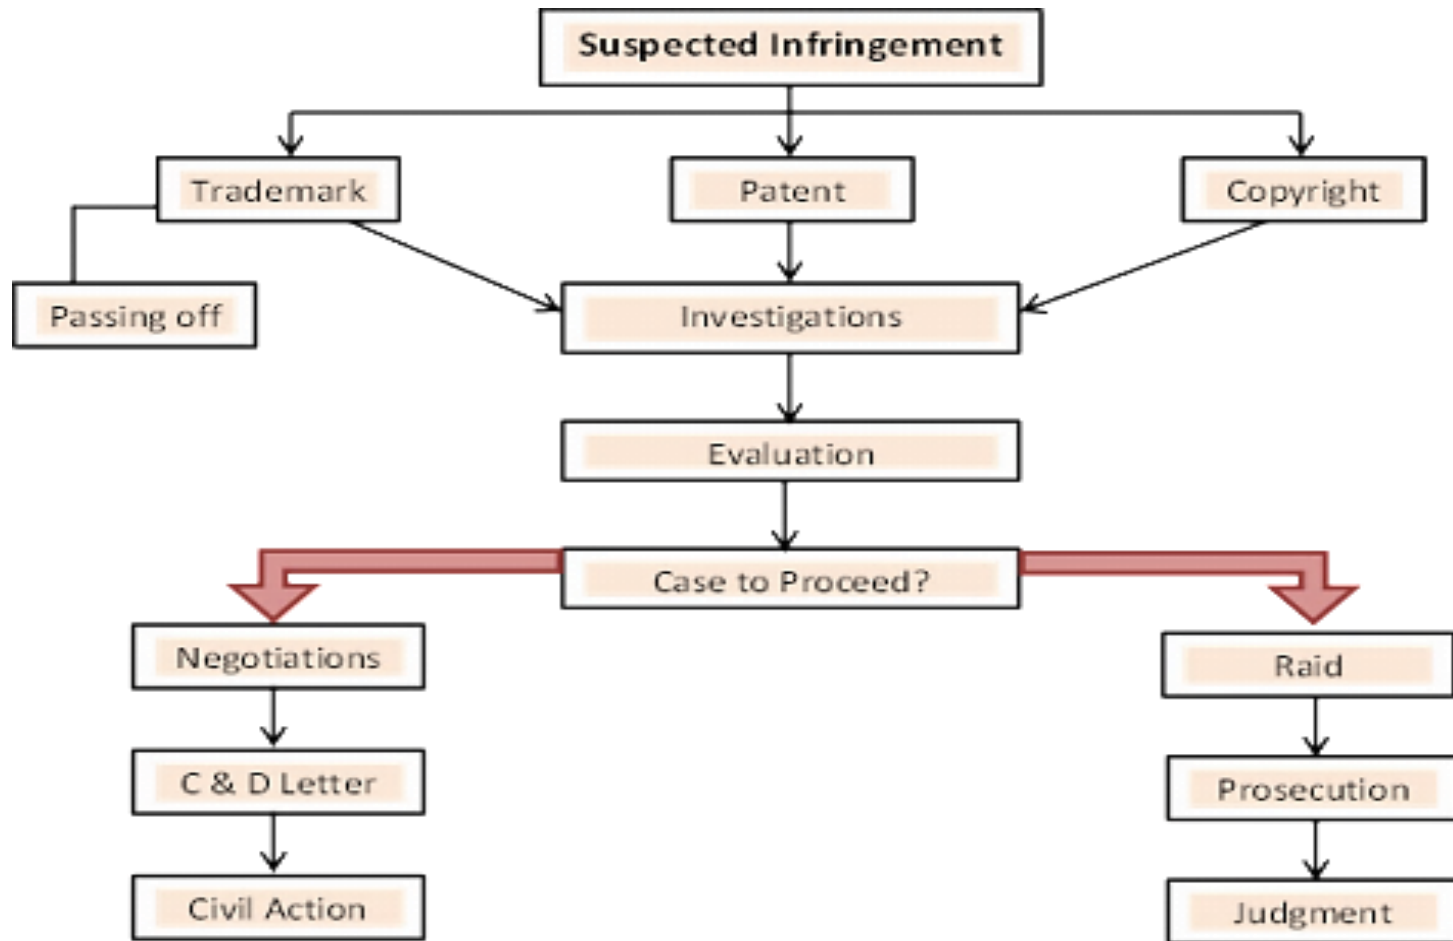 Suspected Infringement
Trademark
Patent
Copyright
Passing off
Investigations
Evaluation
Case to Proceed?
Negotiations
Raid
C & D Letter
Prosecution
Civil Action
Judgment